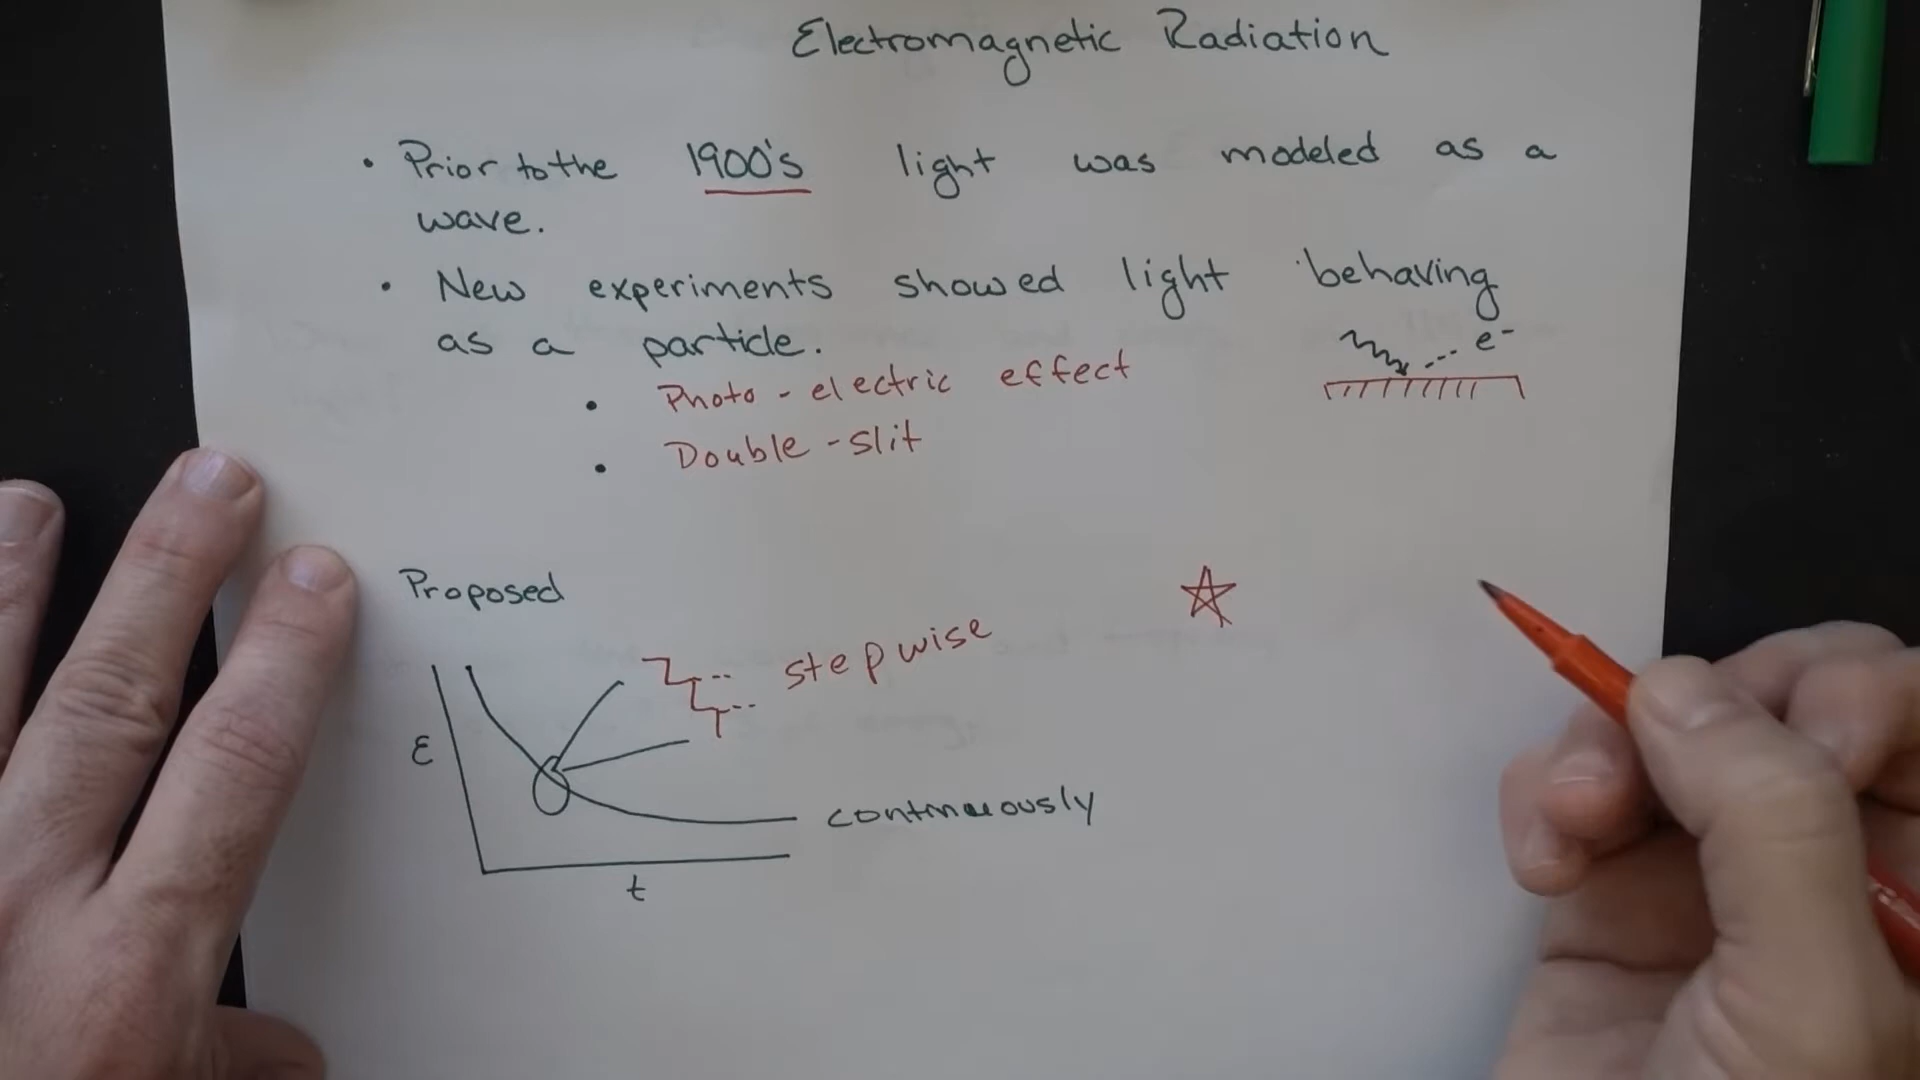 Electromagnetic Radiation
• Prior to the 1900's light was modeled as a
wave.
• New experiments showed light behaving
as a particle.
e⁻
• Photo - electric effect
• Double - slit
Proposed
stepwise
E
continuously
t